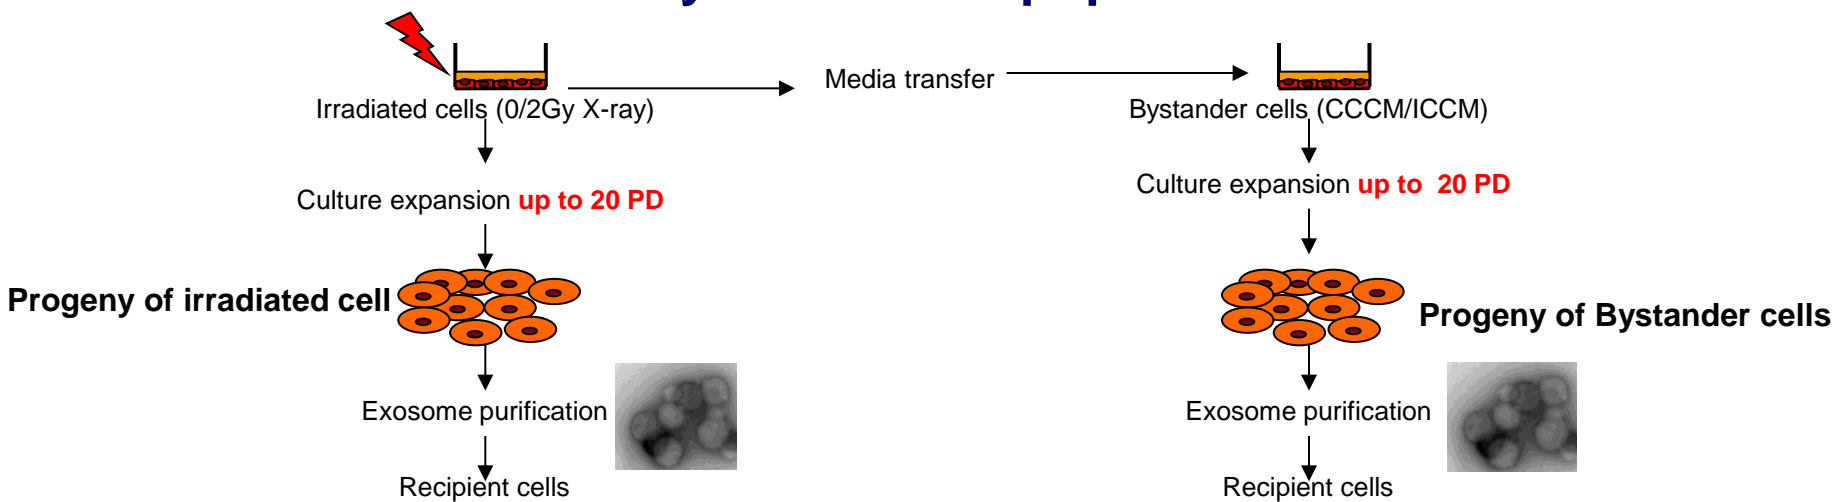 Media transfer
Irradiated cells (0/2Gy X-ray)
Bystander cells (CCCM/ICCM)
Culture expansion up to 20 PD
Culture expansion up to 20 PD
Progeny of irradiated cell
Progeny of Bystander cells
Exosome purification
Exosome purification
Recipient cells
Recipient cells